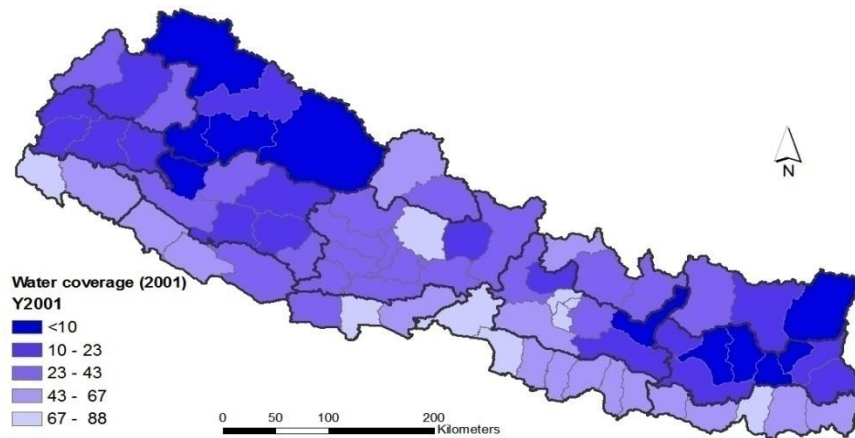 N
Water coverage (2001)
Y2001
<10
10 - 23
23 - 43
43 - 67
67 - 88
0 50 100 200
Kilometers